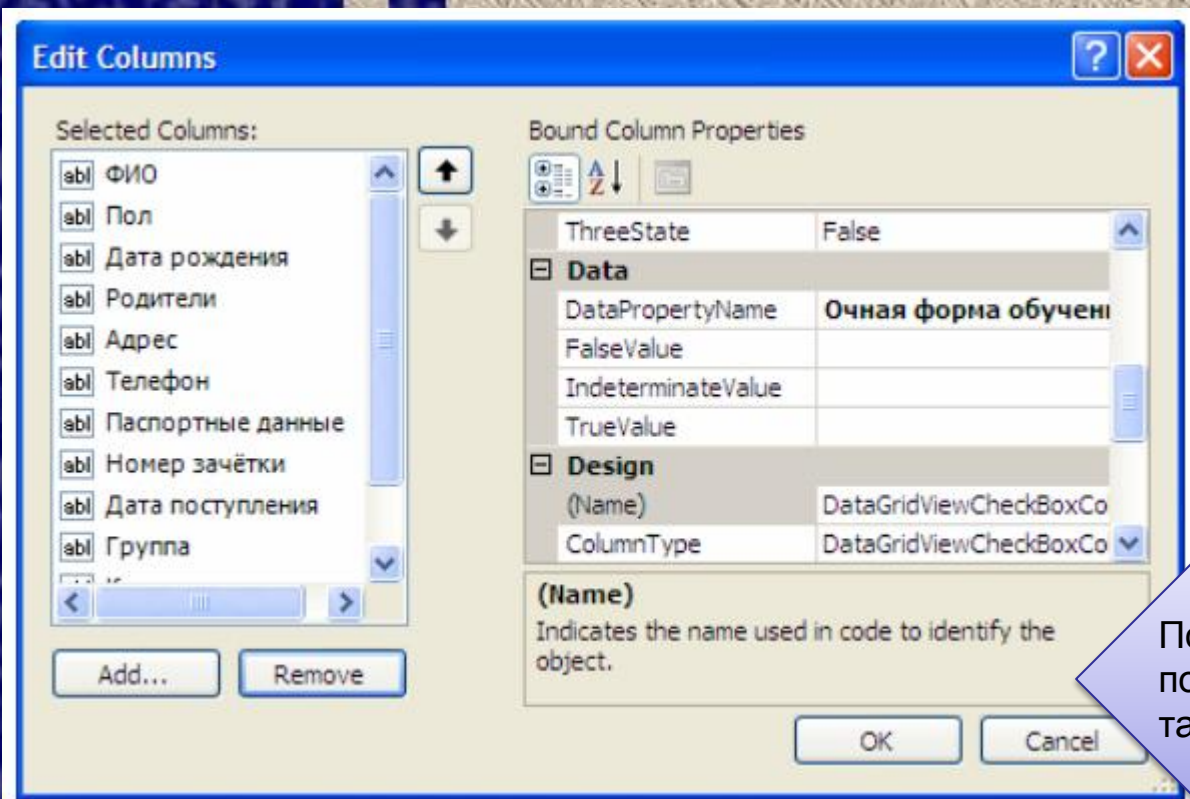 Edit Columns
Selected Columns:
ФИО
Пол
Дата рождения
Родители
Адрес
Телефон
Паспортные данные
Номер зачётки
Дата поступления
Группа
Add...
Remove
Bound Column Properties
ThreeState False
Data
DataPropertyName Очная форма обучен
FalseValue
IndeterminateValue
TrueValue
Design
(Name) DataGridViewCheckBoxCo
ColumnType DataGridViewCheckBoxCo
(Name)
Indicates the name used in code to identify the
object.
OK
Cancel